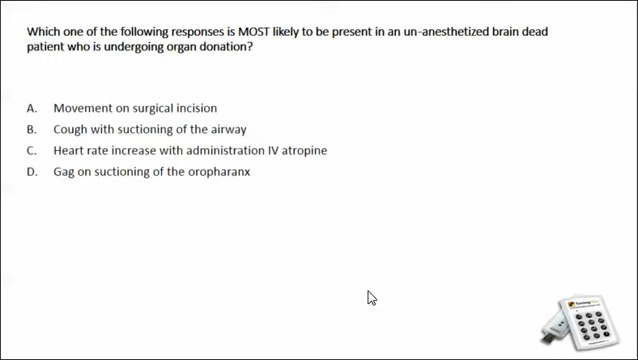 Which one of the following responses is MOST likely to be present in an un-anesthetized brain dead
patient who is undergoing organ donation?
A. Movement on surgical incision
B. Cough with suctioning of the airway
C. Heart rate increase with administration IV atropine
D. Gag on suctioning of the oropharanx